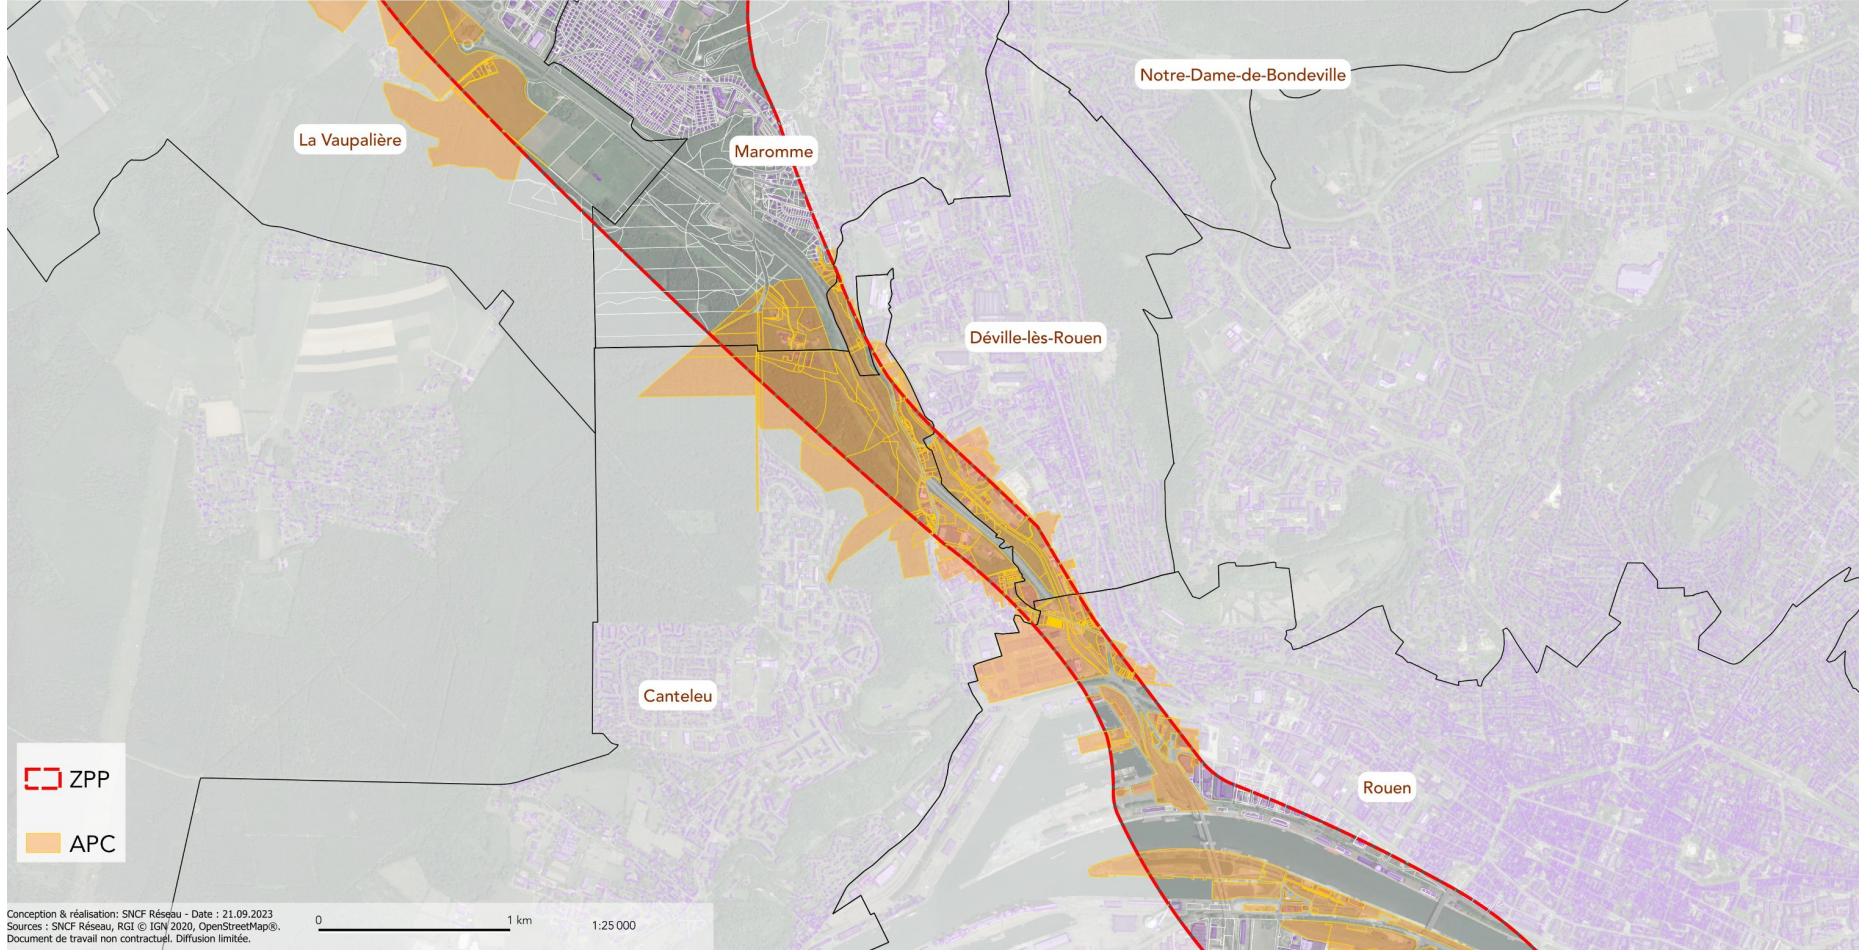 Notre-Dame-de-Bondeville
La Vaupalière
Maromme
Déville-lès-Rouen
Canteleu
Rouen
ZPP
APC
Conception & réalisation: SNCF Réseau - Date : 21.09.2023
Sources : SNCF Réseau, RGI © IGN 2020, OpenStreetMap®.
Document de travail non contractuel. Diffusion limitée.
0 1 km
1:25 000